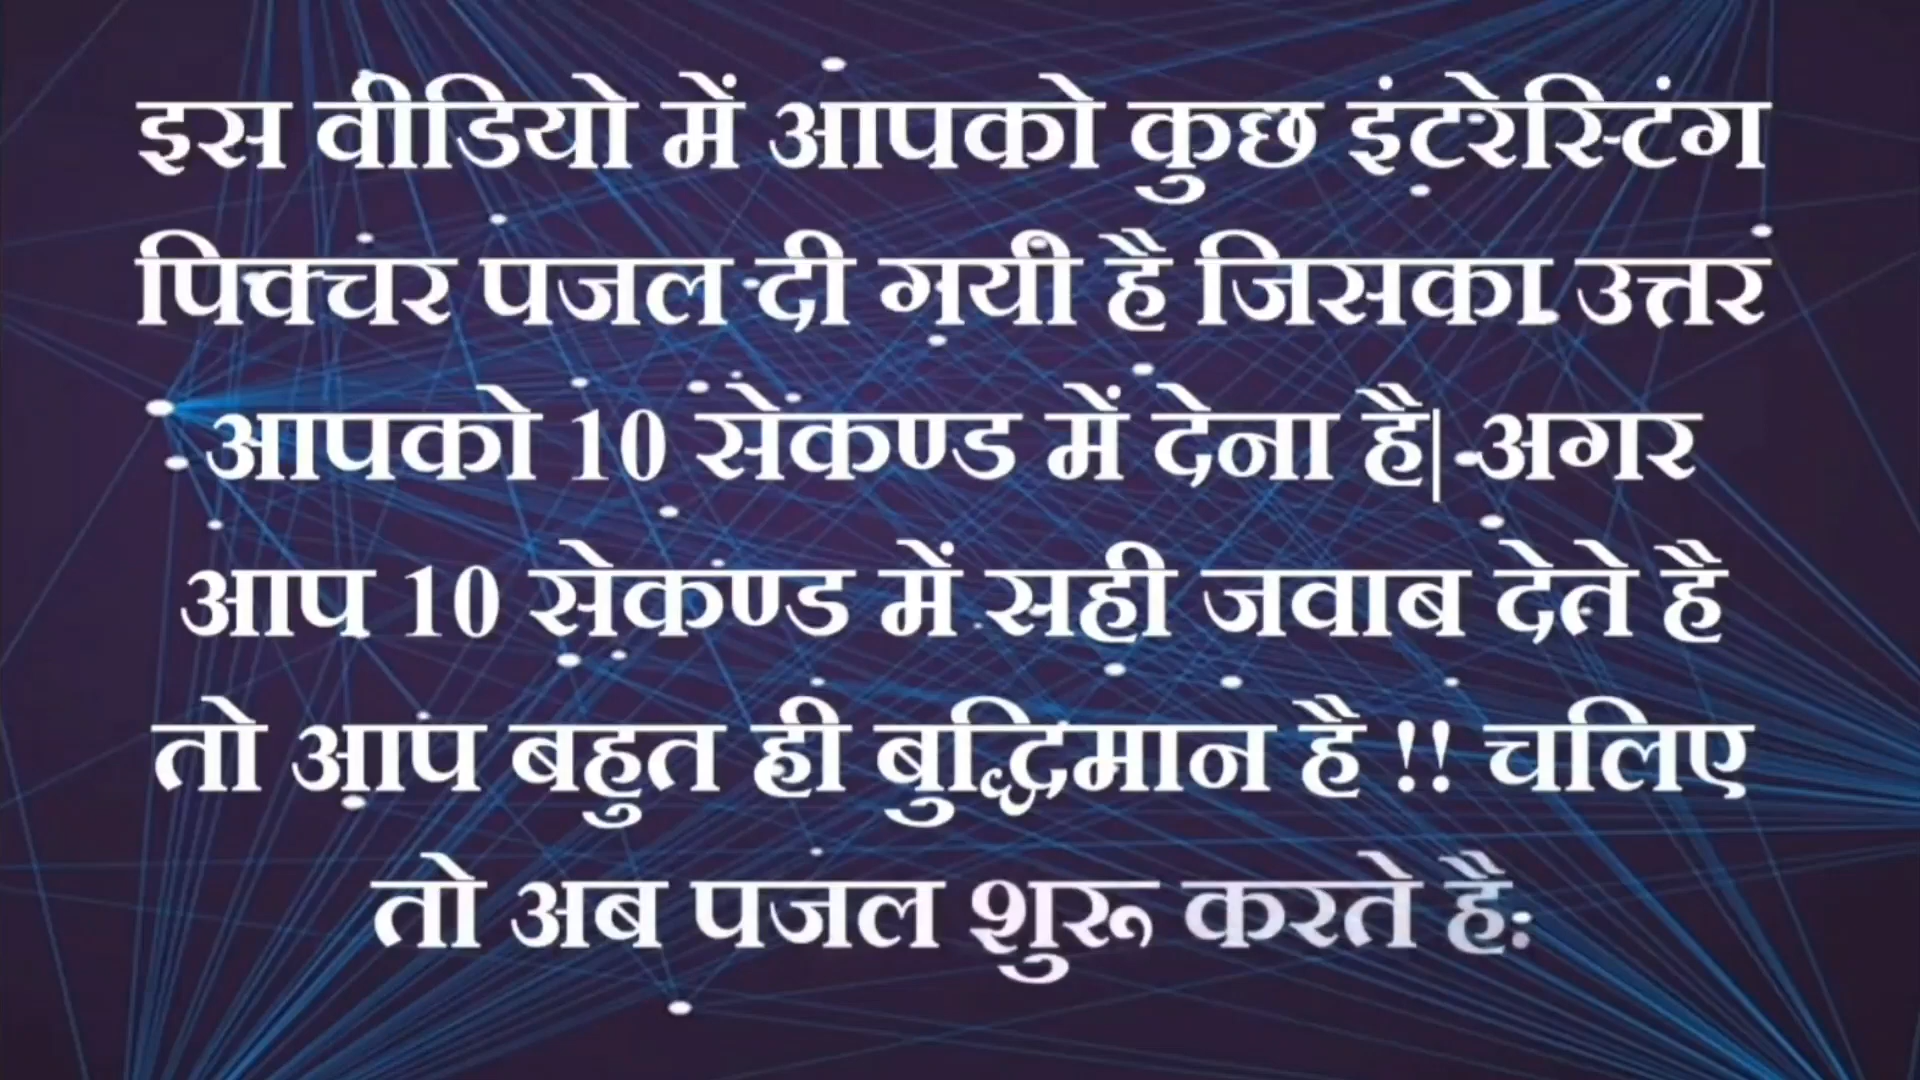 इस वीडियो में आपको कुछ इंटरेस्टिंग
पिक्चर पजल दी गयी है जिसका उत्तर
आपको 10 सेकण्ड में देना है| अगर
आप 10 सेकण्ड में सही जवाब देते है
तो आप बहुत ही बुद्धिमान है !! चलिए
तो अब पजल शुरू करते है: